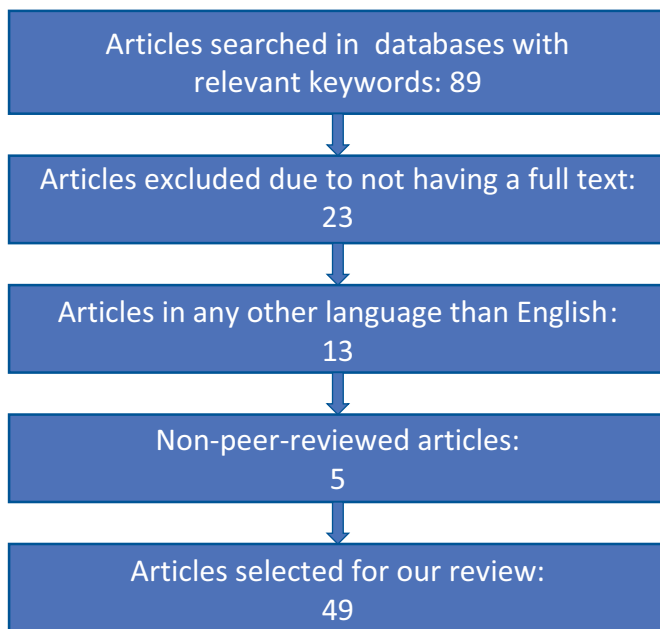 Articles searched in databases with
relevant keywords: 89
Articles excluded due to not having a full text:
23
Articles in any other language than English:
13
Non-peer-reviewed articles:
5
Articles selected for our review:
49